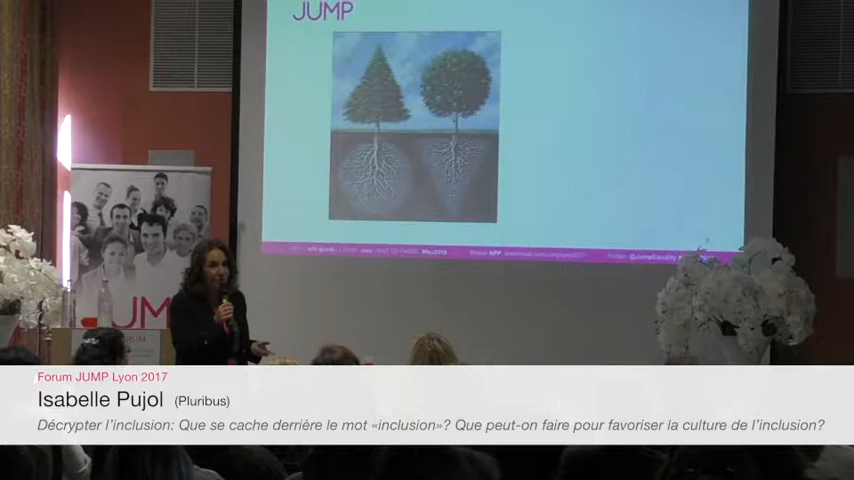 JUMP
JUM
Forum JUMP Lyon 2017
Isabelle Pujol (Pluribus)
Décrypter l'inclusion: Que se cache derrière le mot «inclusion»? Que peut-on faire pour favoriser la culture de l'inclusion?